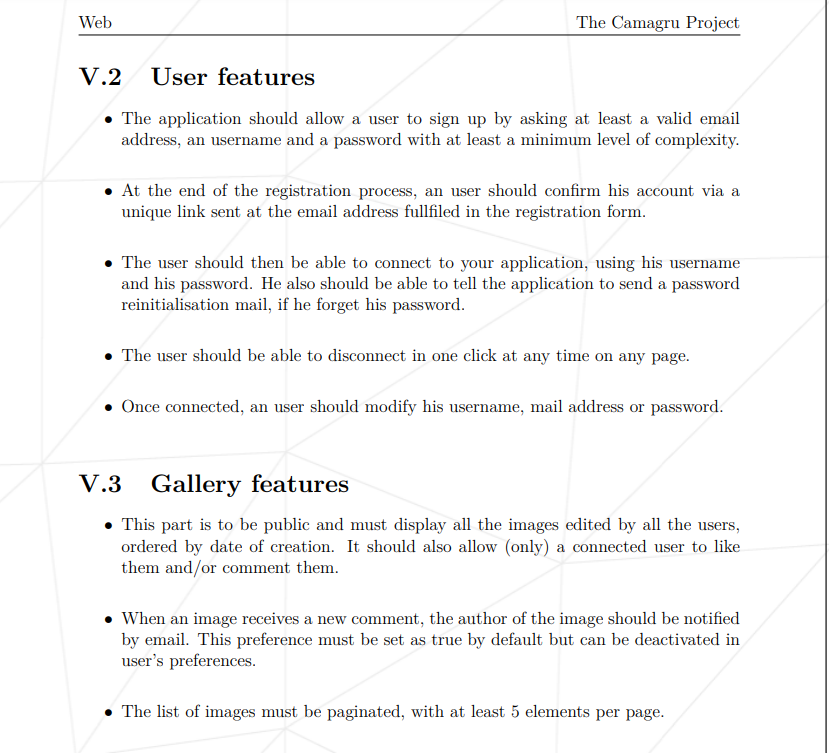 Web The Camagru Project
V.2 User features
• The application should allow a user to sign up by asking at least a valid email
address, an username and a password with at least a minimum level of complexity.
• At the end of the registration process, an user should confirm his account via a
unique link sent at the email address fullfiled in the registration form.
• The user should then be able to connect to your application, using his username
and his password. He also should be able to tell the application to send a password
reinitialisation mail, if he forget his password.
• The user should be able to disconnect in one click at any time on any page.
• Once connected, an user should modify his username, mail address or password.
V.3 Gallery features
• This part is to be public and must display all the images edited by all the users,
ordered by date of creation. It should also allow (only) a connected user to like
them and/or comment them.
• When an image receives a new comment, the author of the image should be notified
by email. This preference must be set as true by default but can be deactivated in
user's preferences.
• The list of images must be paginated, with at least 5 elements per page.